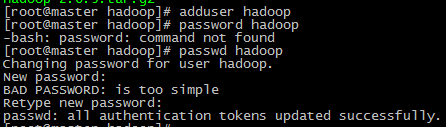 hadoop-2.6.5.tar.gz
[root@master hadoop]# adduser hadoop
[root@master hadoop]# password hadoop
-bash: password: command not found
[root@master hadoop]# passwd hadoop
Changing password for user hadoop.
New password:
BAD PASSWORD: is too simple
Retype new password:
passwd: all authentication tokens updated successfully.